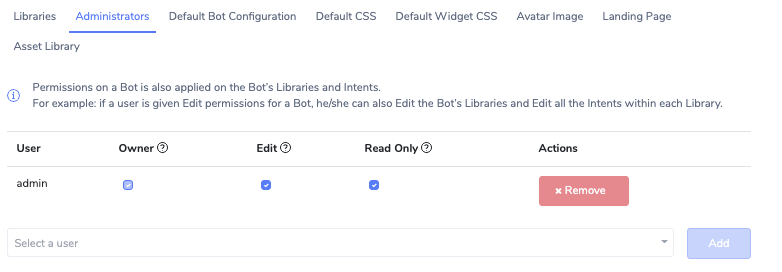 Libraries Administrators Default Bot Configuration Default CSS Default Widget CSS Avatar Image Landing Page
Asset Library
Permissions on a Bot is also applied on the Bot's Libraries and Intents.
For example: if a user is given Edit permissions for a Bot, he/she can also Edit the Bot's Libraries and Edit all the Intents within each Library.
User Owner Edit Read Only Actions
admin Remove
Select a user Add